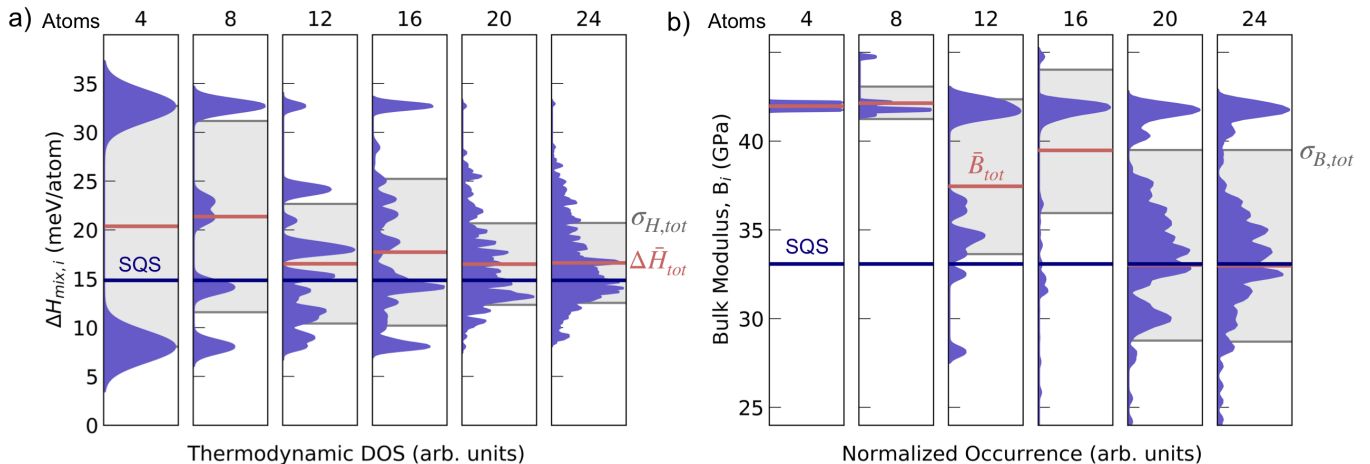 a) Atoms 4 8 12 16 20 24
ΔH_mix,i (meV/atom)
35
30
25
20
15
10
5
0
SQS
σ_H,tot
ΔH̄_tot
Thermodynamic DOS (arb. units)
b) Atoms 4 8 12 16 20 24
Bulk Modulus, B_i (GPa)
40
35
30
25
SQS
B̄_tot
σ_B,tot
Normalized Occurrence (arb. units)